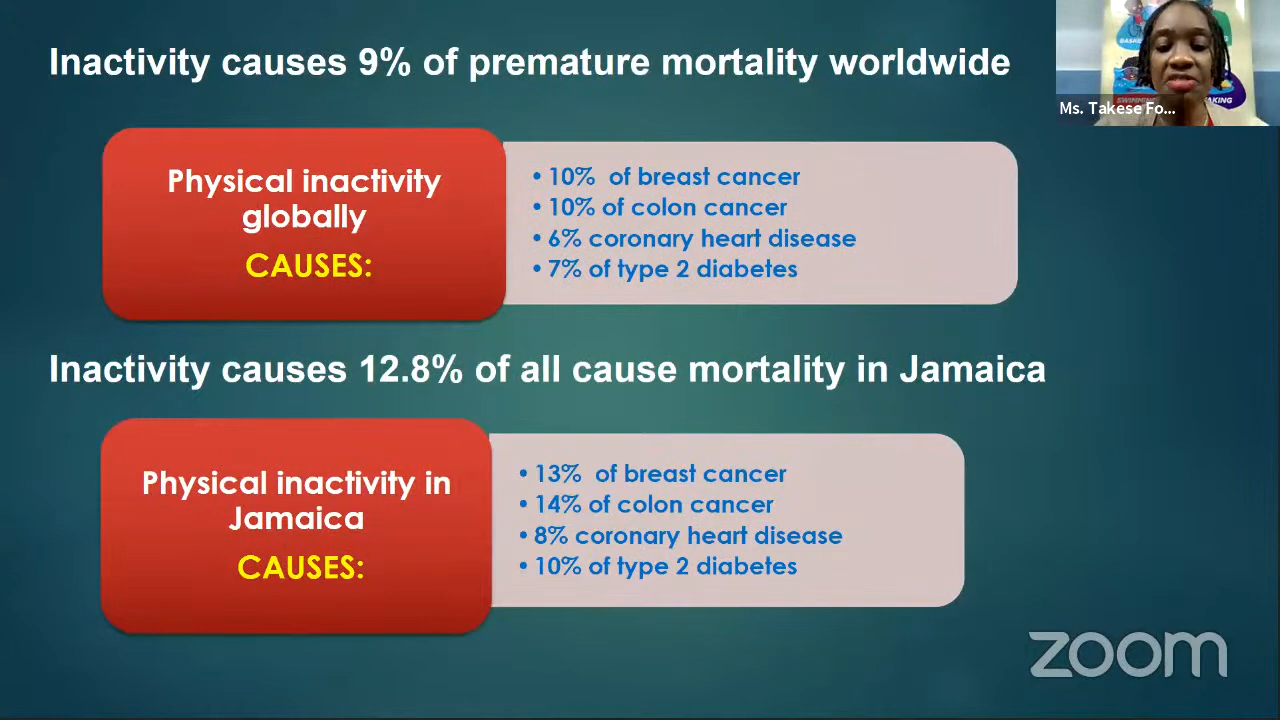 Inactivity causes 9% of premature mortality worldwide
Ms. Takese Fo...
Physical inactivity
globally
CAUSES:
• 10% of breast cancer
• 10% of colon cancer
• 6% coronary heart disease
• 7% of type 2 diabetes
Inactivity causes 12.8% of all cause mortality in Jamaica
Physical inactivity in
Jamaica
CAUSES:
• 13% of breast cancer
• 14% of colon cancer
• 8% coronary heart disease
• 10% of type 2 diabetes
zoom